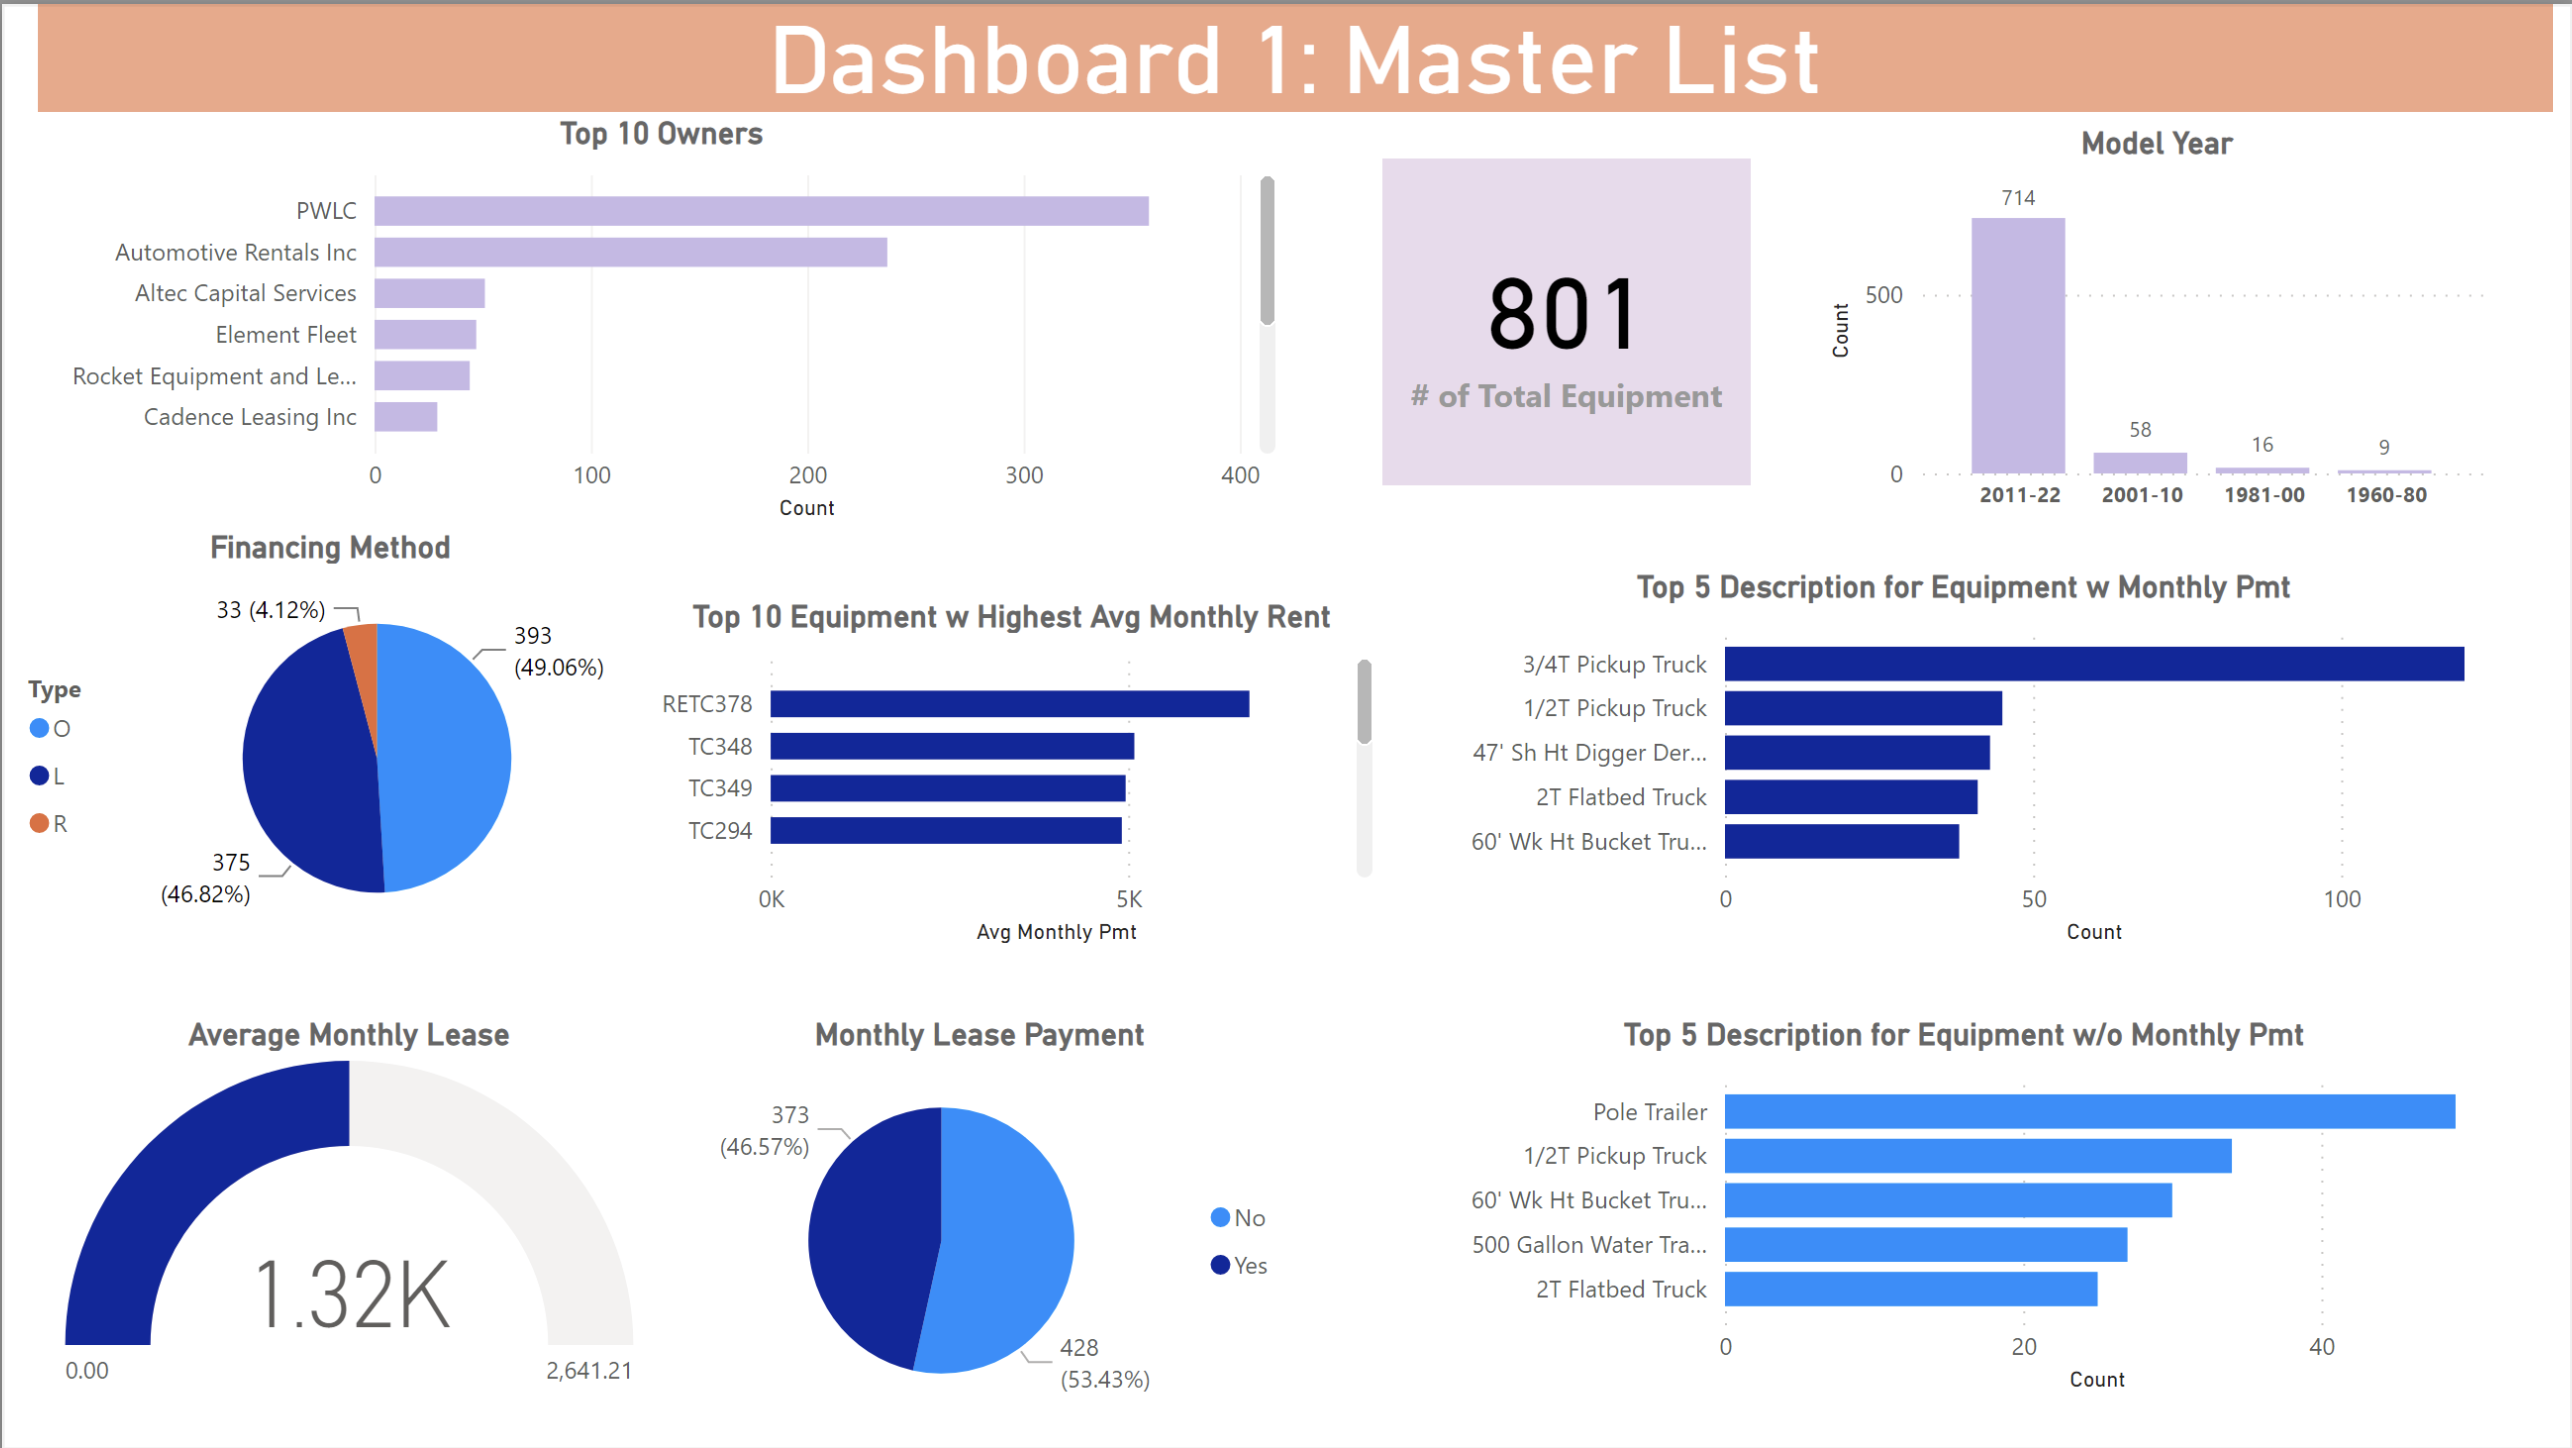 Dashboard 1: Master List
Top 10 Owners
PWLC
Automotive Rentals Inc
Altec Capital Services
Element Fleet
Rocket Equipment and Le...
Cadence Leasing Inc
0 100 200 300 400
Count
801
# of Total Equipment
Model Year
714
58
16
9
Count
500
0
2011-22 2001-10 1981-00 1960-80
Financing Method
33 (4.12%)
393
(49.06%)
375
(46.82%)
Type
O
L
R
Top 10 Equipment w Highest Avg Monthly Rent
RETC378
TC348
TC349
TC294
0K 5K
Avg Monthly Pmt
Top 5 Description for Equipment w Monthly Pmt
3/4T Pickup Truck
1/2T Pickup Truck
47' Sh Ht Digger Der...
2T Flatbed Truck
60' Wk Ht Bucket Tru...
0 50 100
Count
Average Monthly Lease
1.32K
0.00 2,641.21
Monthly Lease Payment
373
(46.57%)
428
(53.43%)
No
Yes
Top 5 Description for Equipment w/o Monthly Pmt
Pole Trailer
1/2T Pickup Truck
60' Wk Ht Bucket Tru...
500 Gallon Water Tra...
2T Flatbed Truck
0 20 40
Count